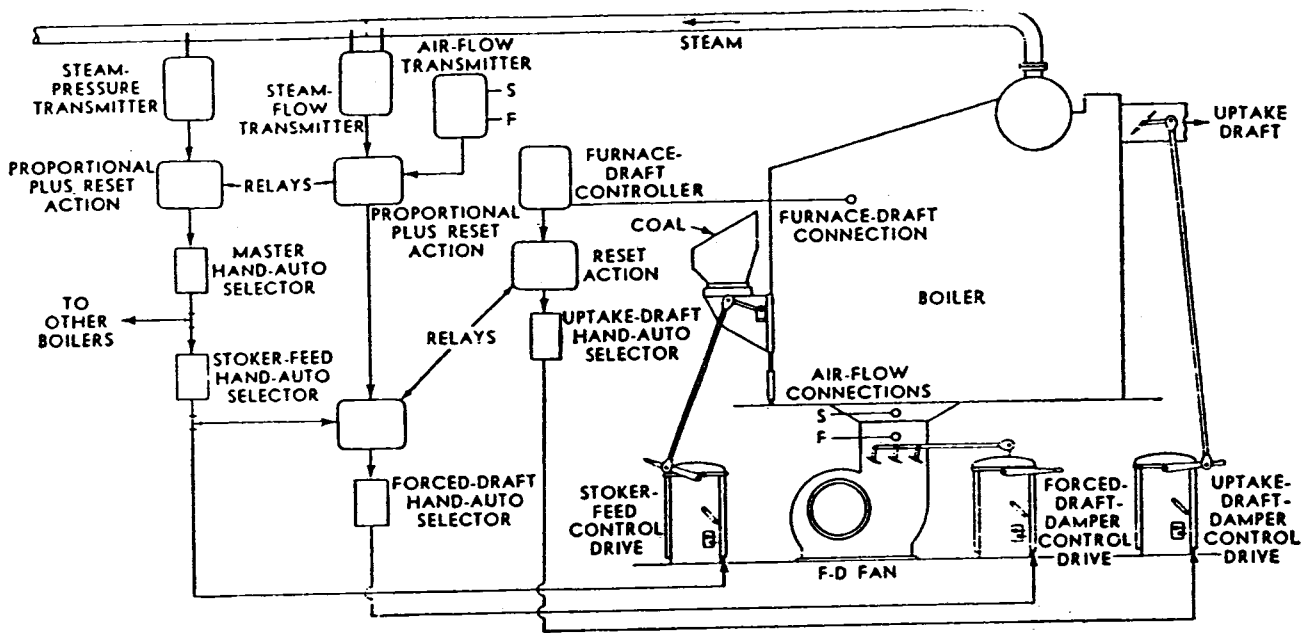 STEAM
AIR-FLOW
TRANSMITTER
STEAM-
PRESSURE
TRANSMITTER
STEAM-
FLOW
TRANSMITTER
S
F
UPTAKE
DRAFT
PROPORTIONAL
PLUS RESET
ACTION
RELAYS
FURNACE-
DRAFT
CONTROLLER
PROPORTIONAL
PLUS RESET
ACTION
COAL
FURNACE-DRAFT
CONNECTION
MASTER
HAND-AUTO
SELECTOR
RESET
ACTION
BOILER
TO
OTHER
BOILERS
RELAYS
UPTAKE-DRAFT
HAND-AUTO
SELECTOR
STOKER-FEED
HAND-AUTO
SELECTOR
AIR-FLOW
CONNECTIONS
S
F
FORCED-DRAFT
HAND-AUTO
SELECTOR
STOKER-
FEED
CONTROL
DRIVE
F-D FAN
FORCED-
DRAFT-
DAMPER
CONTROL
DRIVE
UPTAKE-
DRAFT-
DAMPER
CONTROL
DRIVE